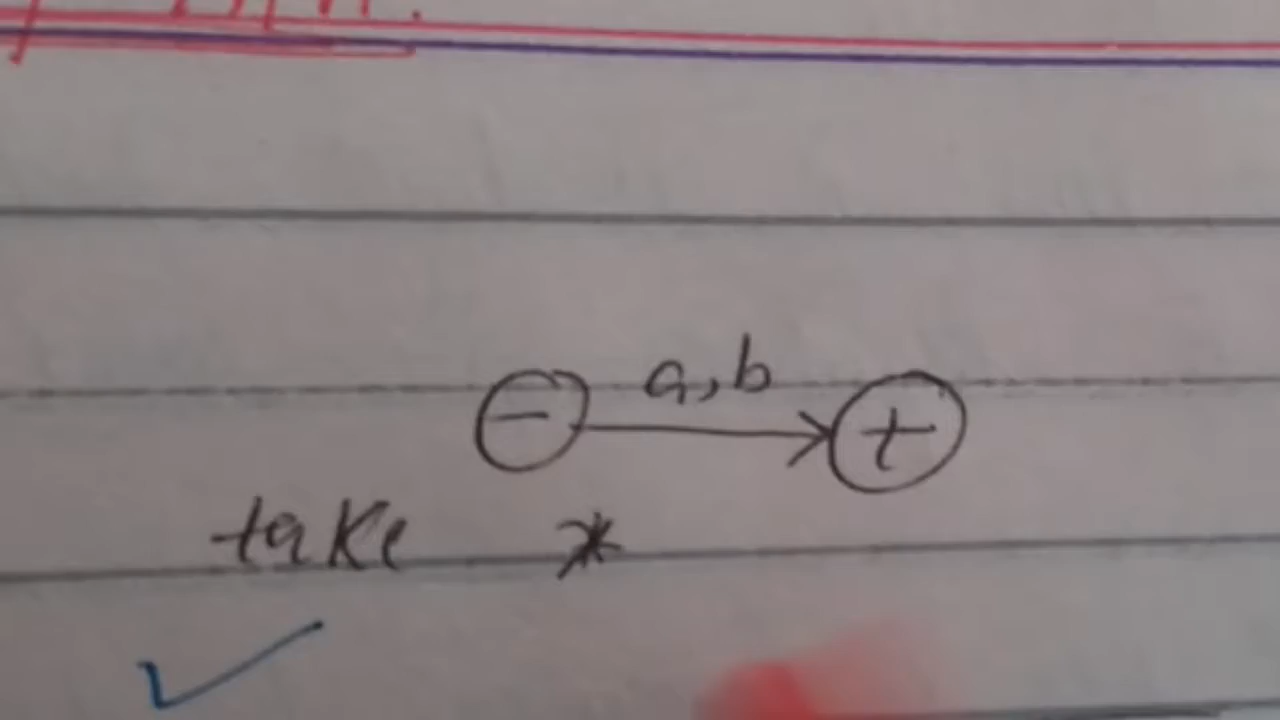 a,b
- +
take *